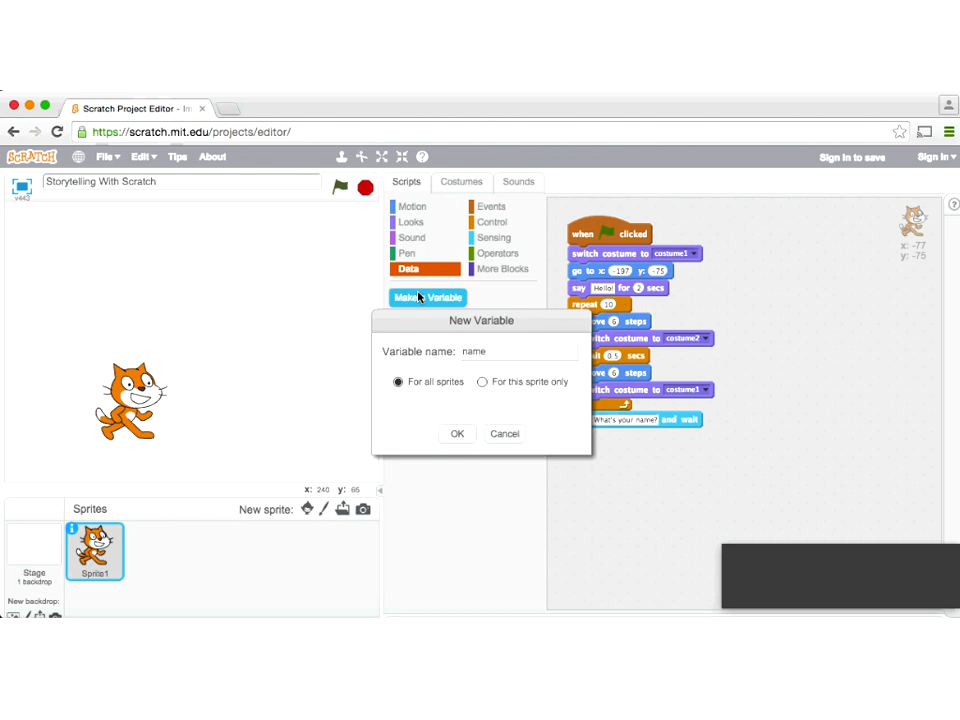 Scratch Project Editor - Im
https://scratch.mit.edu/projects/editor/
SCRATCH File Edit Tips About Sign in to save Sign in
Storytelling With Scratch
v443
Scripts Costumes Sounds
Motion Events
Looks Control
Sound Sensing
Pen Operators
Data More Blocks
Make Variable
New Variable
Variable name: name
For all sprites For this sprite only
OK Cancel
when clicked
switch costume to costume1
go to x: -197 y: -75
say Hello! for 2 secs
repeat 10
6 steps
costume to costume2
0.5 secs
6 steps
costume to costume1
What's your name? and wait
x: -77
y: -75
x: 240 y: 65
Sprites New sprite:
Sprite1
Stage
1 backdrop
New backdrop: